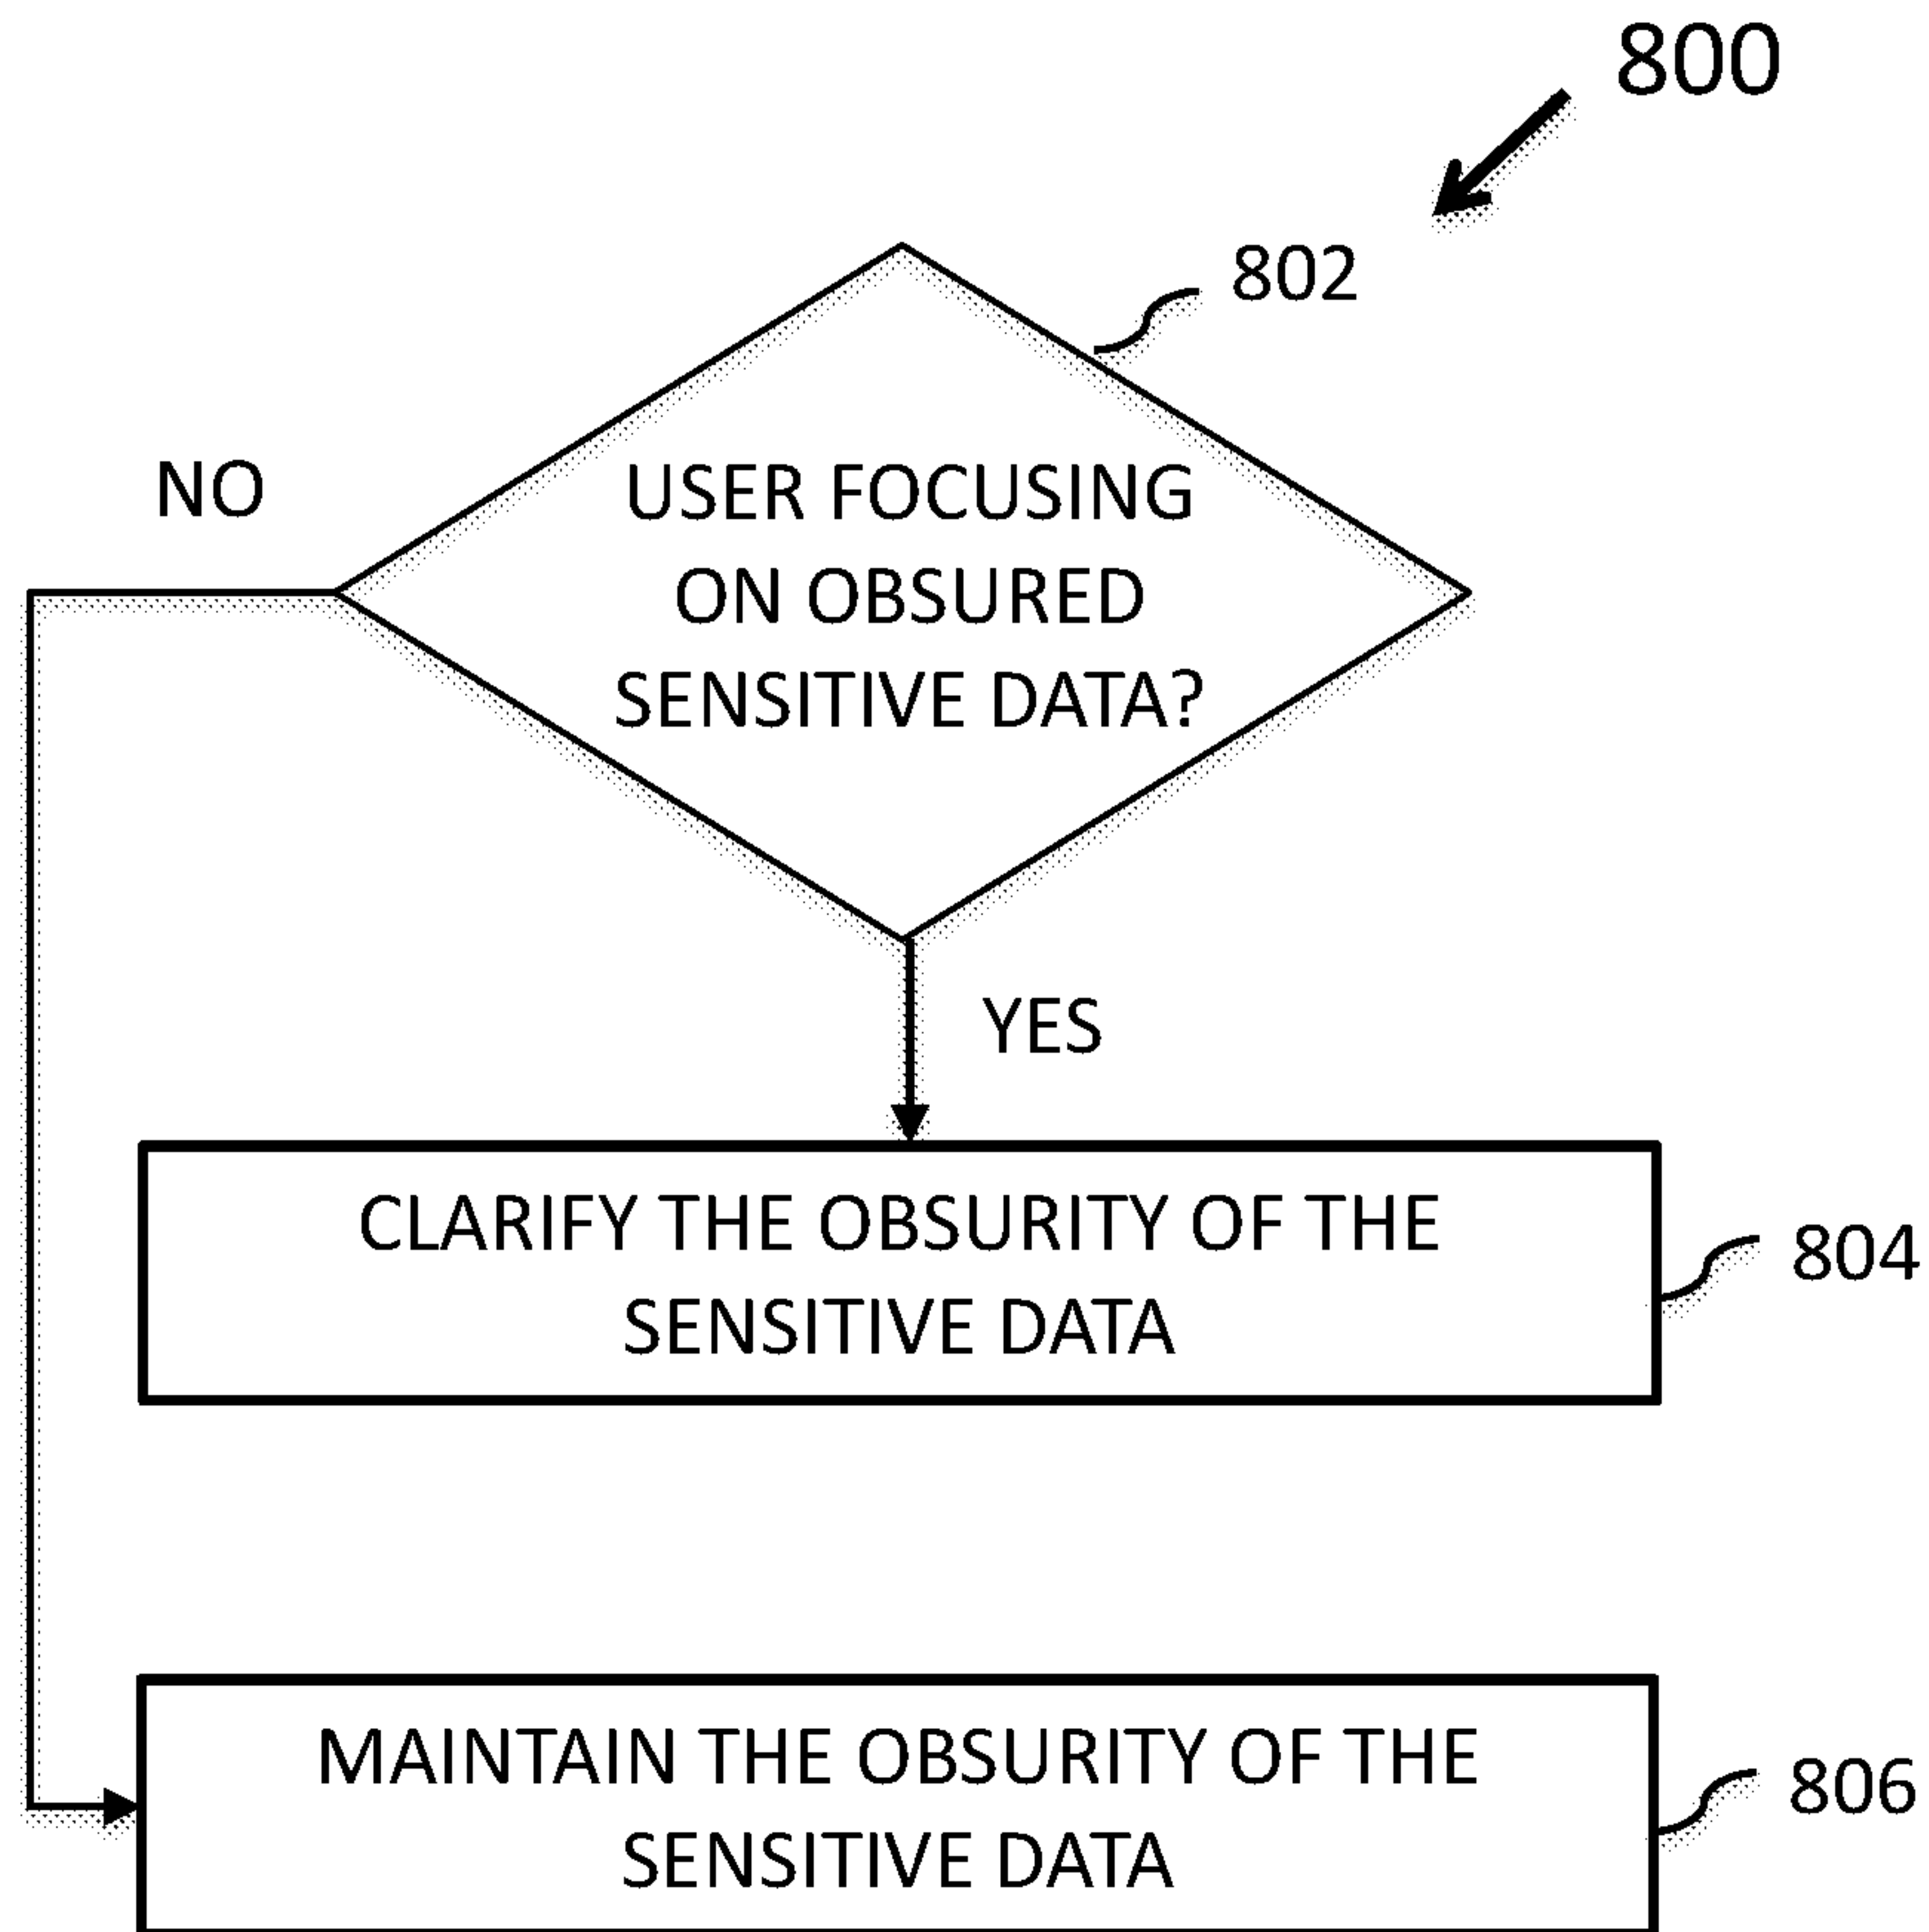 800
802
NO
USER FOCUSING
ON OBSURED
SENSITIVE DATA?
YES
CLARIFY THE OBSURITY OF THE
SENSITIVE DATA
804
MAINTAIN THE OBSURITY OF THE
SENSITIVE DATA
806